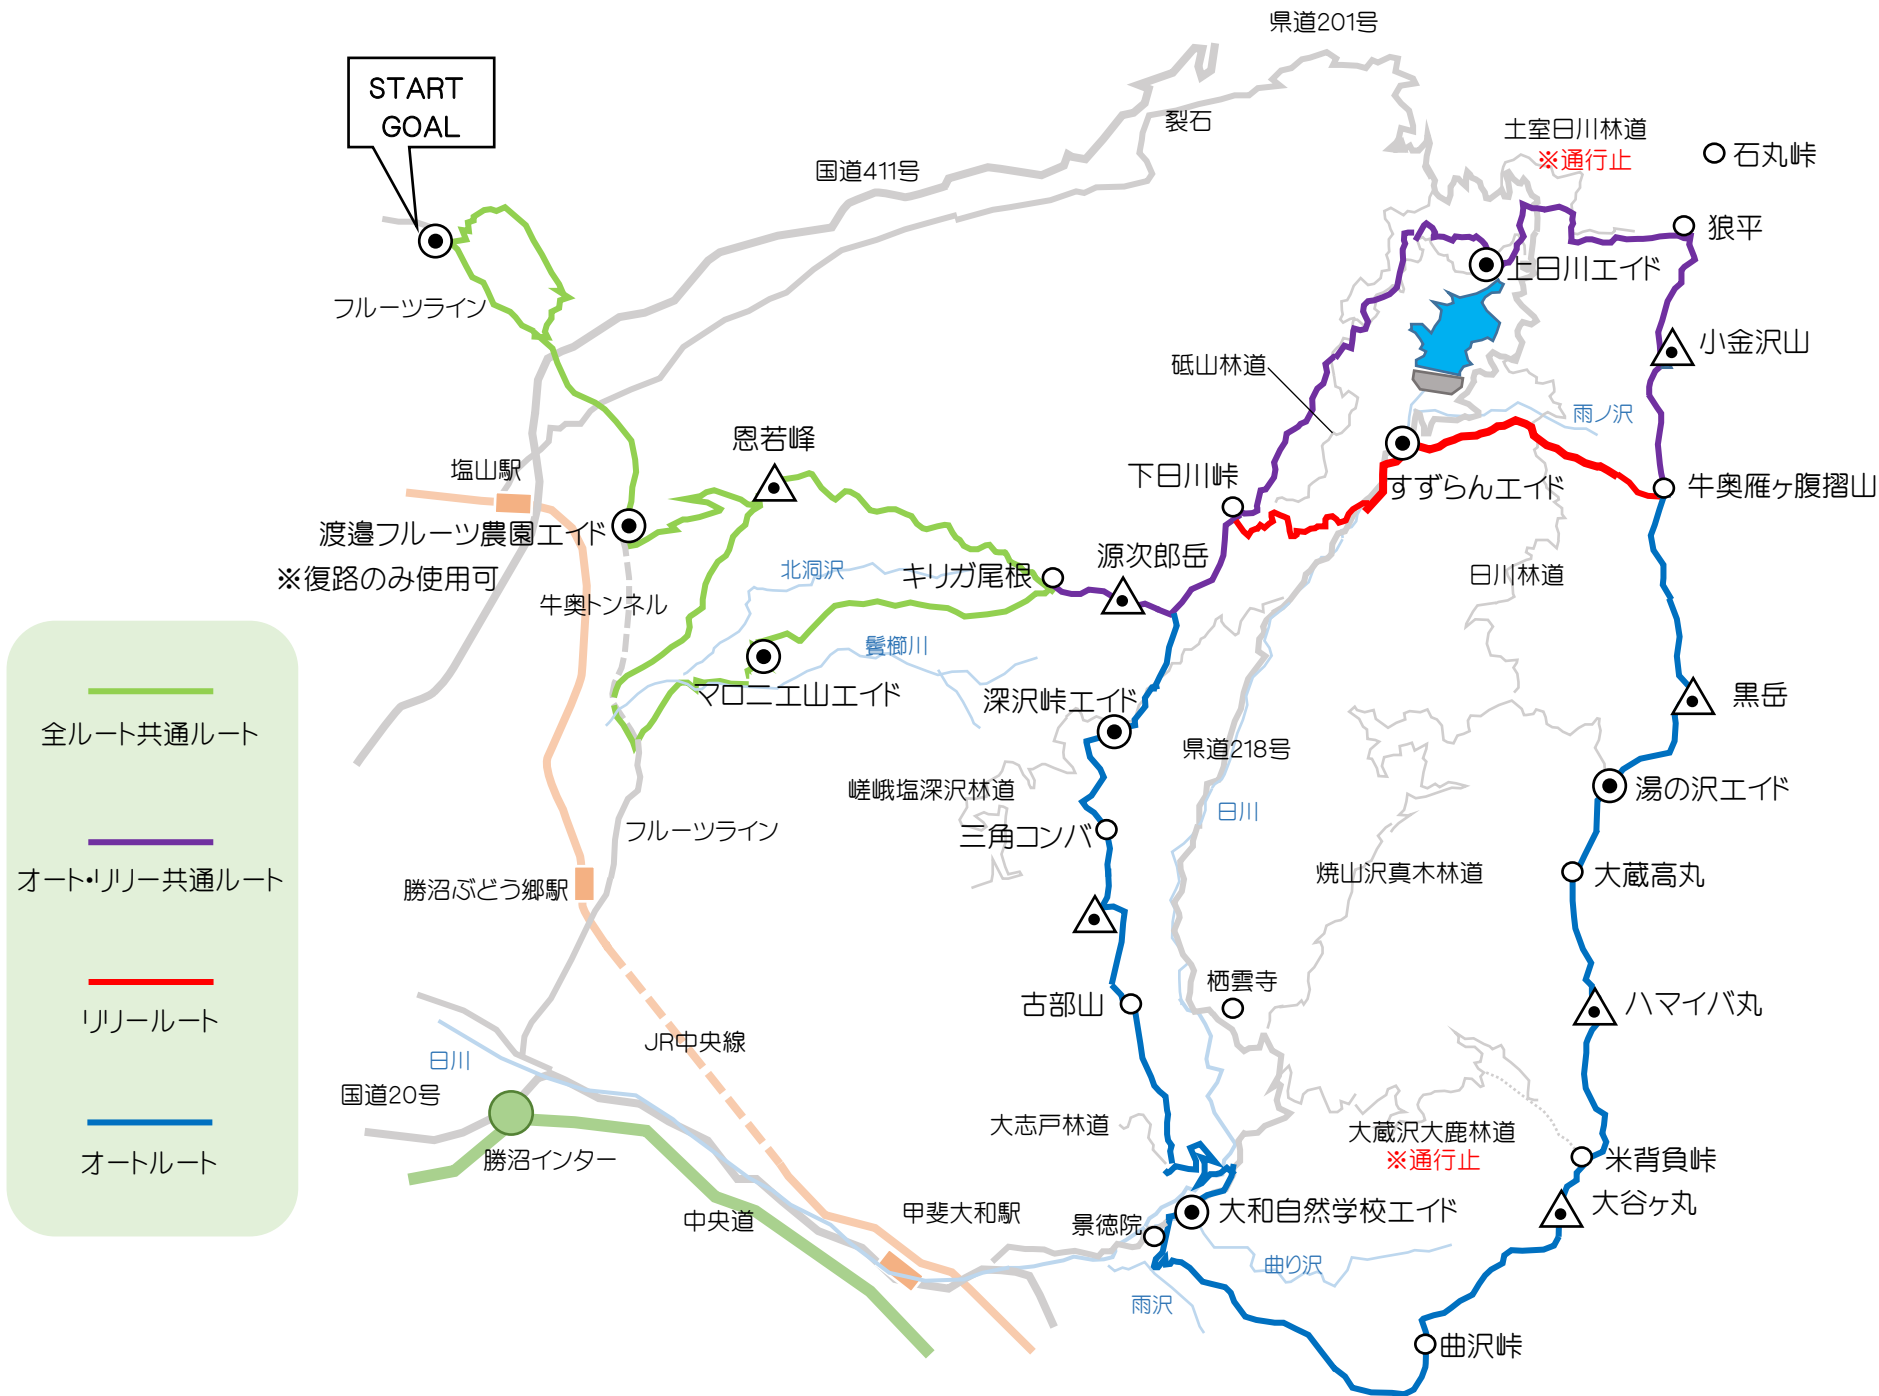 県道201号
START
GOAL
裂石
土室日川林道
※通行止
石丸峠
国道411号
狼平
上日川エイド
フルーツライン
小金沢山
砥山林道
雨ノ沢
恩若峰
塩山駅
下日川峠
すずらんエイド
牛奥雁ヶ腹摺山
渡邉フルーツ農園エイド
※復路のみ使用可
源次郎岳
北洞沢
キリガ尾根
日川林道
牛奥トンネル
鬢櫛川
マロニエ山エイド
深沢峠エイド
黒岳
全ルート共通ルート
県道218号
嵯峨塩深沢林道
湯の沢エイド
日川
フルーツライン
三角コンバ
焼山沢真木林道
大蔵高丸
オート・リリー共通ルート
勝沼ぶどう郷駅
栖雲寺
古部山
ハマイバ丸
リリールート
JR中央線
日川
国道20号
大志戸林道
大蔵沢大鹿林道
※通行止
勝沼インター
米背負峠
オートルート
大谷ヶ丸
中央道
甲斐大和駅
景徳院
大和自然学校エイド
曲り沢
雨沢
曲沢峠